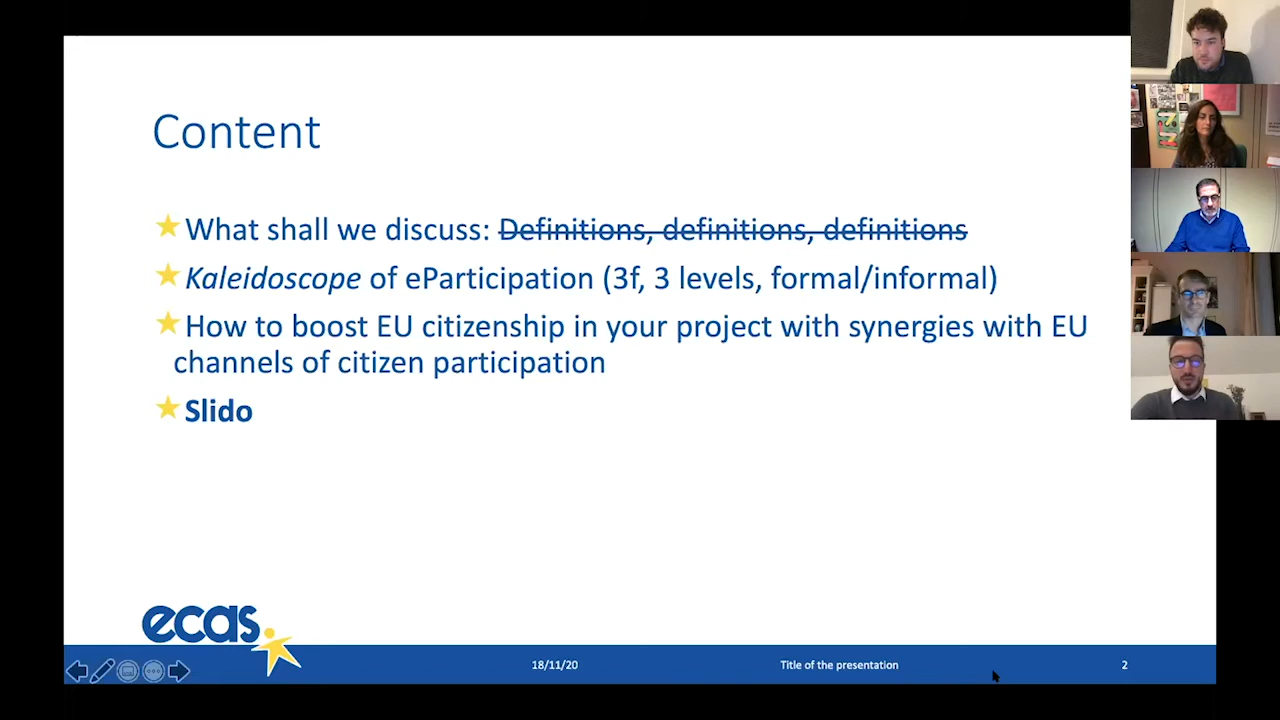 Content
What shall we discuss: Definitions, definitions, definitions
Kaleidoscope of eParticipation (3f, 3 levels, formal/informal)
How to boost EU citizenship in your project with synergies with EU
channels of citizen participation
Slido
ecas
18/11/20
Title of the presentation
2